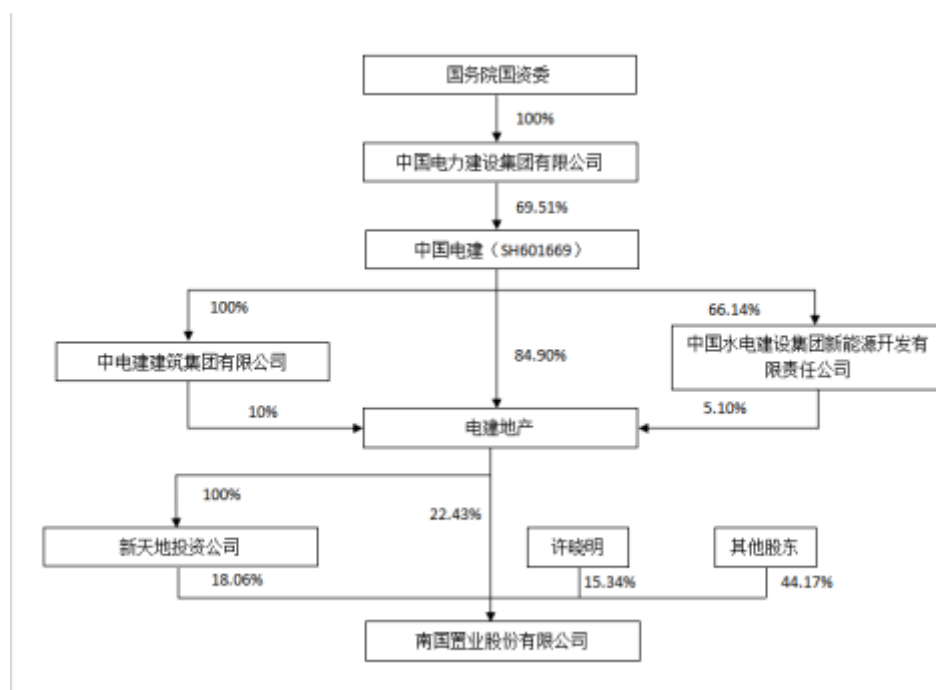 国务院国资委
100%
中国电力建设集团有限公司
69.51%
中国电建（SH601669）
100%
66.14%
中电建建筑集团有限公司
84.90%
中国水电建设集团新能源开发有
限责任公司
10%
5.10%
电建地产
100%
22.43%
新天地投资公司
许晓明
其他股东
18.06%
15.34%
44.17%
南国置业股份有限公司